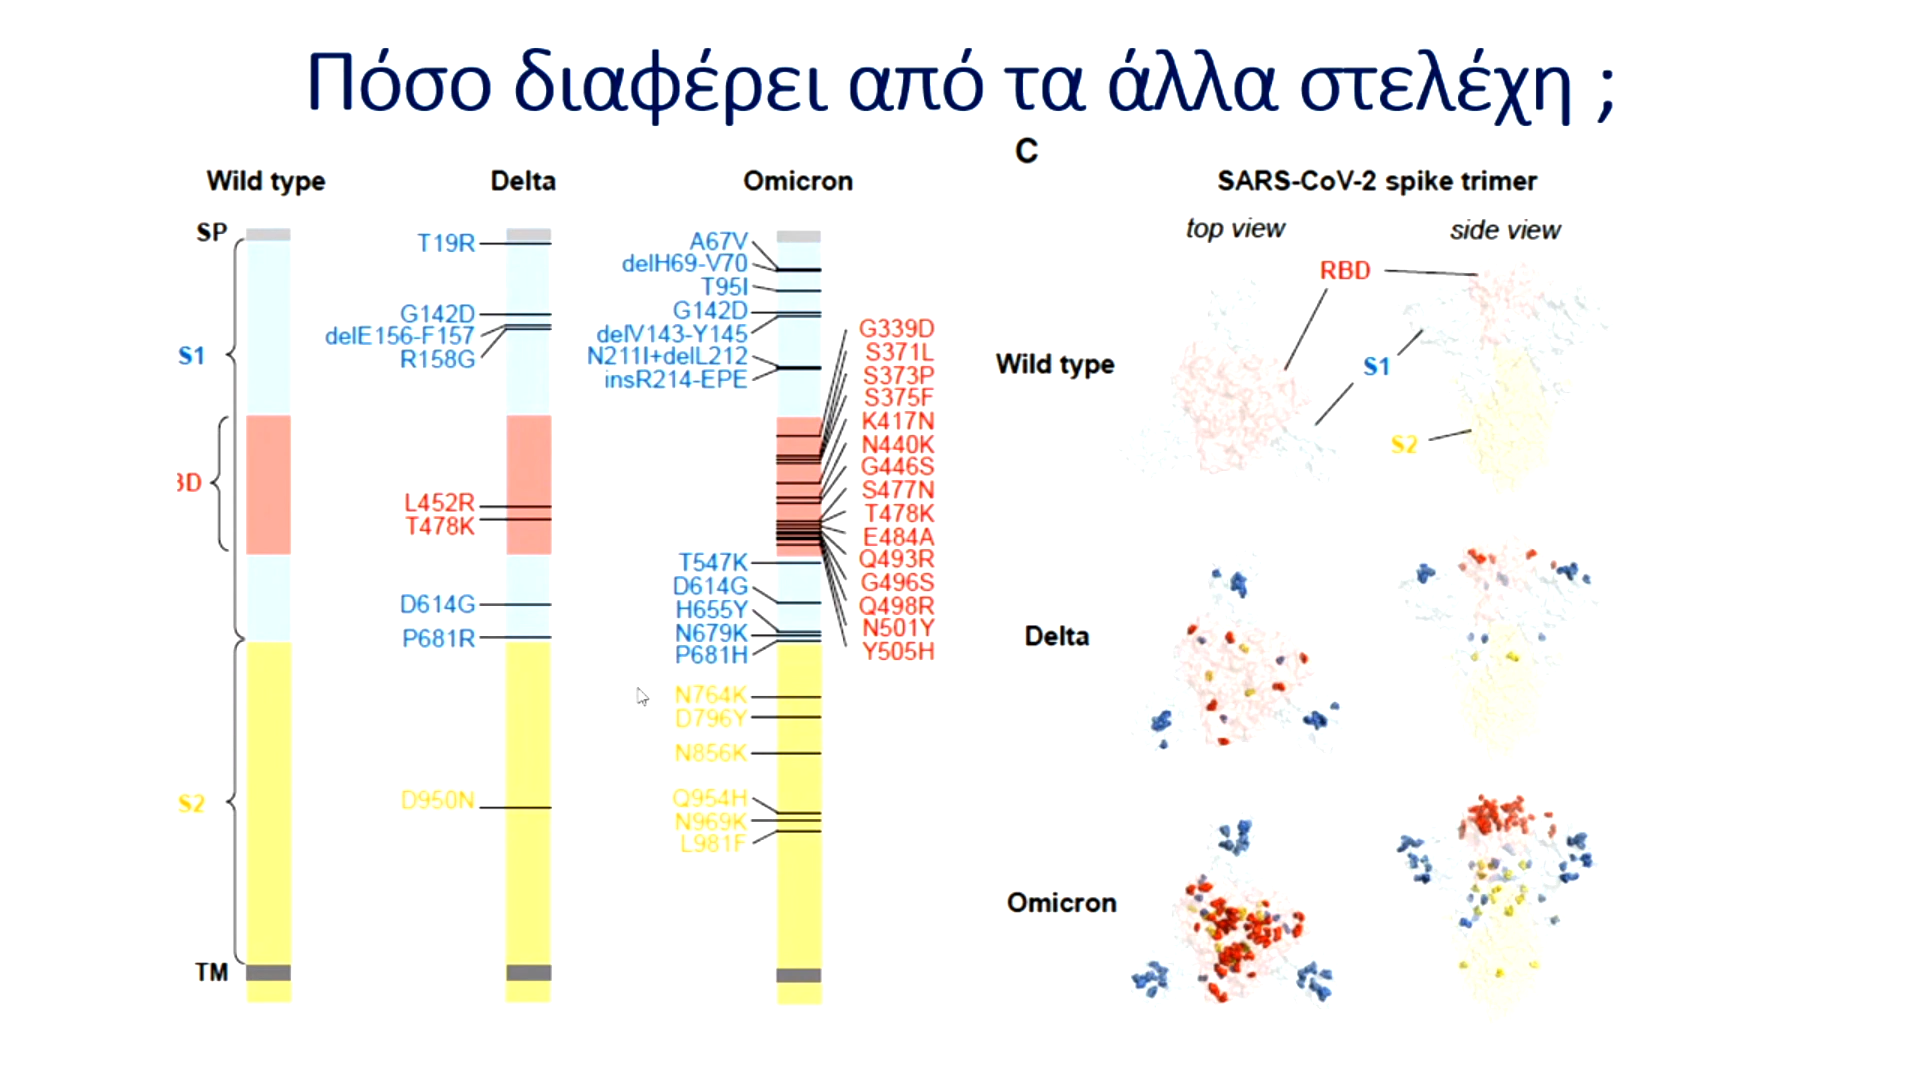 Πόσο διαφέρει από τα άλλα στελέχη ;
Wild type
Delta
Omicron
SP
S1
BD
S2
TM
T19R
G142D
delE156-F157
R158G
L452R
T478K
D614G
P681R
D950N
A67V
delH69-V70
T95I
G142D
delV143-Y145
N211I+delL212
insR214-EPE
T547K
D614G
H655Y
N679K
P681H
N764K
D796Y
N856K
Q954H
N969K
L981F
G339D
S371L
S373P
S375F
K417N
N440K
G446S
S477N
T478K
E484A
Q493R
G496S
Q498R
N501Y
Y505H
C
SARS-CoV-2 spike trimer
top view
side view
RBD
S1
S2
Wild type
Delta
Omicron